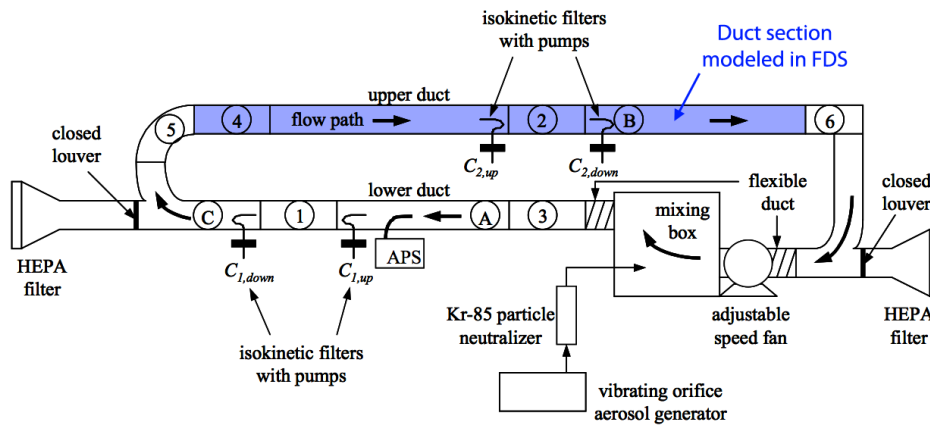 isokinetic filters
with pumps
Duct section
modeled in FDS
upper duct
closed
louver
5
4
flow path
2
B
6
C2,up
C2,down
lower duct
flexible
duct
closed
louver
C
1
A
3
mixing
box
APS
HEPA
filter
C1,down
C1,up
Kr-85 particle
neutralizer
adjustable
speed fan
HEPA
filter
isokinetic filters
with pumps
vibrating orifice
aerosol generator